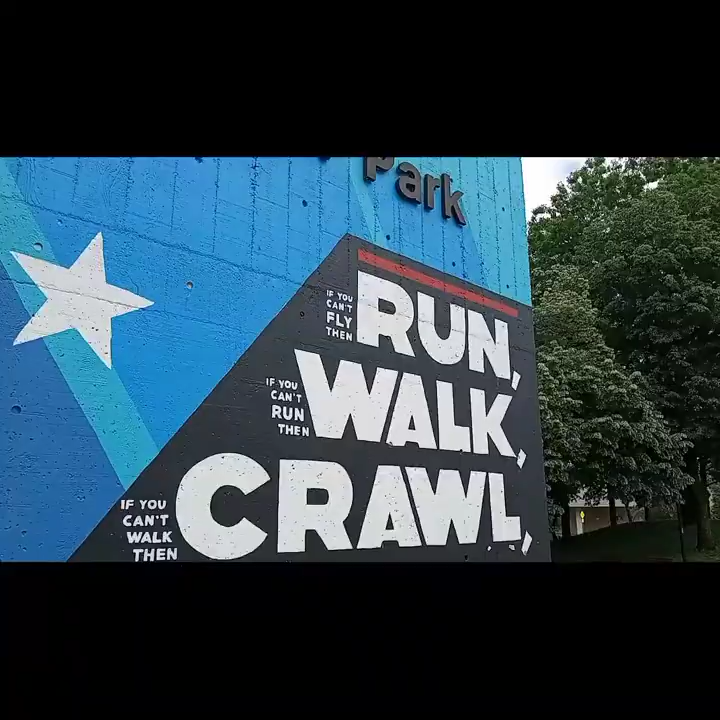 Park
IF YOU
CAN'T
FLY
THEN
RUN,
IF YOU
CAN'T
RUN
THEN
WALK,
IF YOU
CAN'T
WALK
THEN
CRAWL,